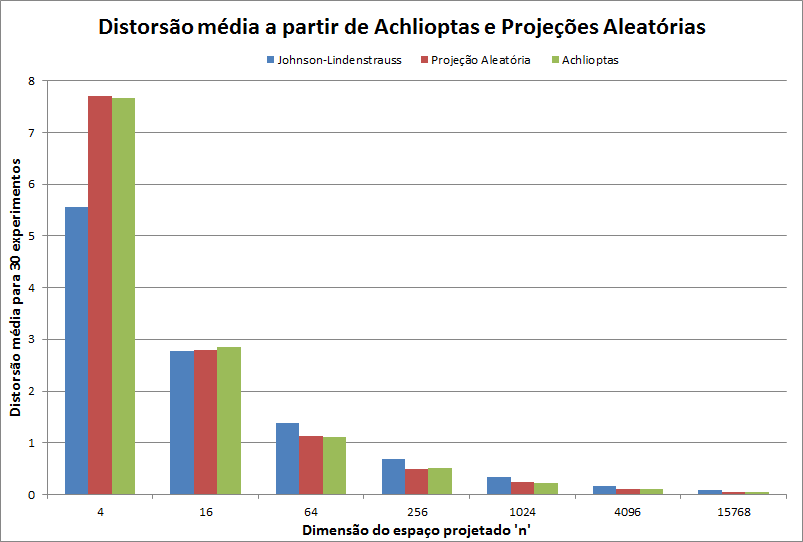 Distorsão média a partir de Achlioptas e Projeções Aleatórias
Johnson-Lindenstrauss Projeção Aleatória Achlioptas
Distorsão média para 30 experimentos
8
7
6
5
4
3
2
1
0
4 16 64 256 1024 4096 15768
Dimensão do espaço projetado 'n'